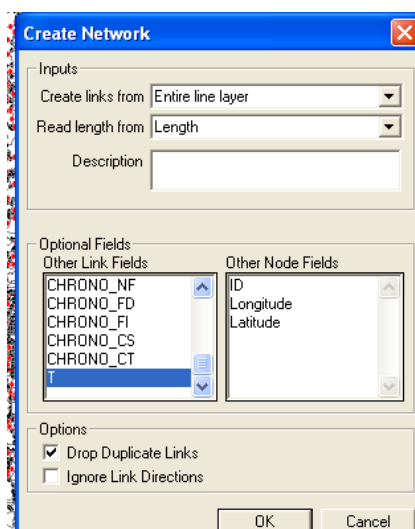 Create Network
Inputs
Create links from Entire line layer
Read length from Length
Description
Optional Fields
Other Link Fields Other Node Fields
CHRONO_NF ID
CHRONO_FD Longitude
CHRONO_FI Latitude
CHRONO_CS
CHRONO_CT
T
Options
Drop Duplicate Links
Ignore Link Directions
OK Cancel